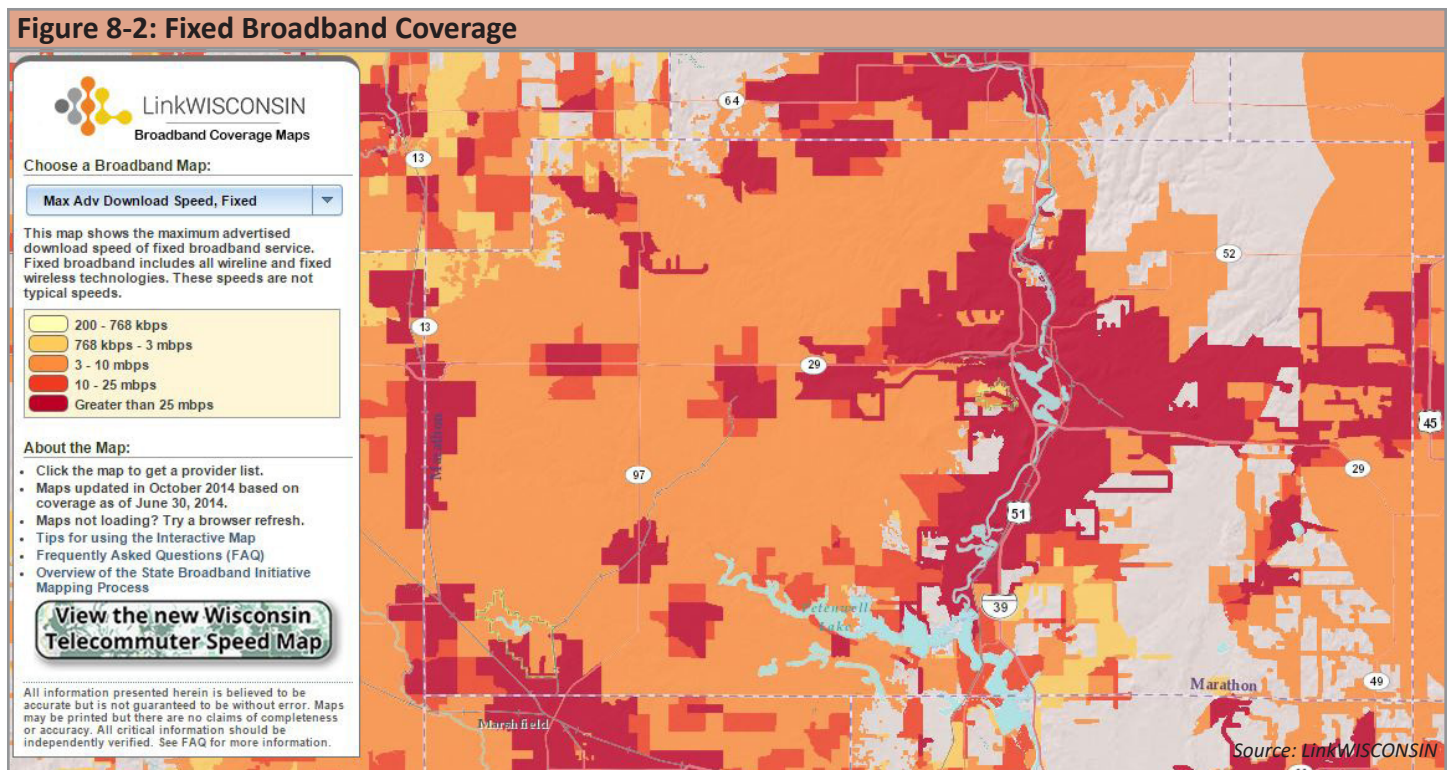 Figure 8-2: Fixed Broadband Coverage
LinkWISCONSIN
Broadband Coverage Maps
Choose a Broadband Map:
Max Adv Download Speed, Fixed
This map shows the maximum advertised
download speed of fixed broadband service.
Fixed broadband includes all wireline and fixed
wireless technologies. These speeds are not
typical speeds.
200 - 768 kbps
768 kbps - 3 mbps
3 - 10 mbps
10 - 25 mbps
Greater than 25 mbps
About the Map:
• Click the map to get a provider list.
• Maps updated in October 2014 based on
coverage as of June 30, 2014.
• Maps not loading? Try a browser refresh.
• Tips for using the Interactive Map
• Frequently Asked Questions (FAQ)
• Overview of the State Broadband Initiative
Mapping Process
View the new Wisconsin
Telecommuter Speed Map
All information presented herein is believed to be
accurate but is not guaranteed to be without error. Maps
may be printed but there are no claims of completeness
or accuracy. All critical information should be
independently verified. See FAQ for more information.
64
13
52
13
29
45
Marathon
97
29
51
39
Petenwell
Lake
49
Marathon
Marshfield
Source: LinkWISCONSIN